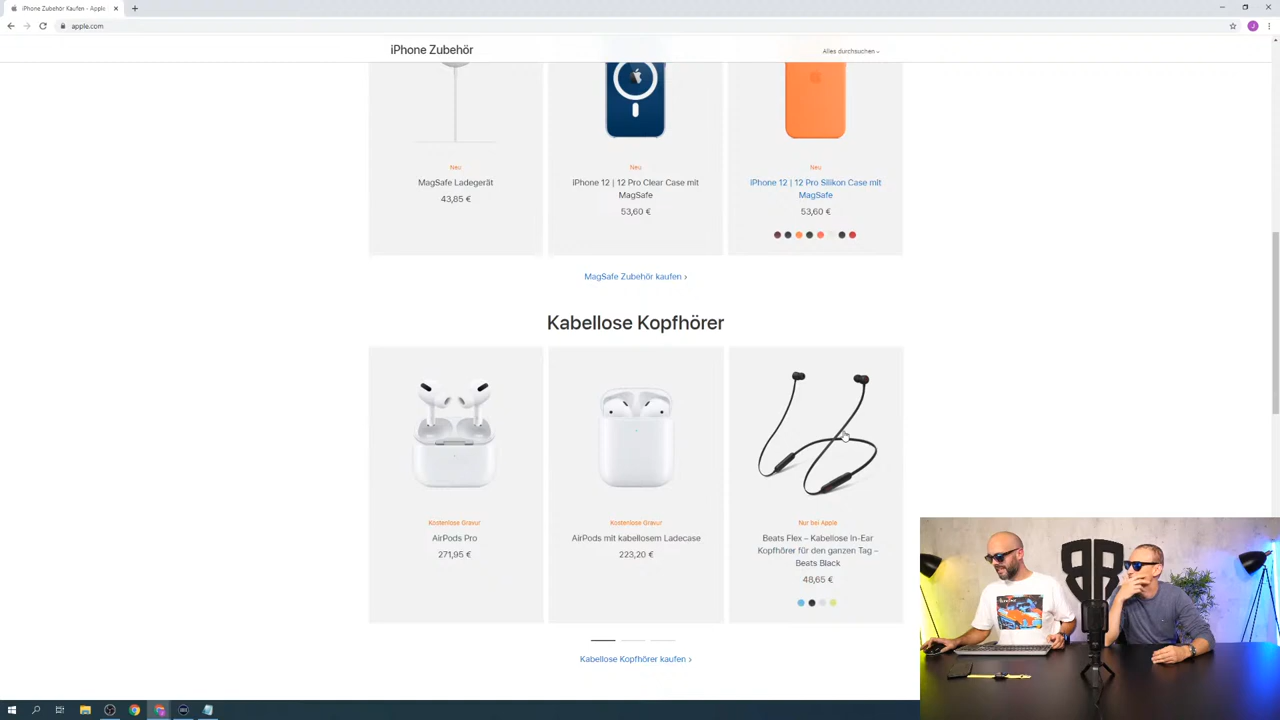 iPhone Zubehör Kaufen - Apple
apple.com
iPhone Zubehör
Alles durchsuchen
Neu
MagSafe Ladegerät
43,85 €
Neu
iPhone 12 | 12 Pro Clear Case mit
MagSafe
53,60 €
Neu
iPhone 12 | 12 Pro Silikon Case mit
MagSafe
53,60 €
MagSafe Zubehör kaufen ›
Kabellose Kopfhörer
Kostenlose Gravur
AirPods Pro
271,95 €
Kostenlose Gravur
AirPods mit kabellosem Ladecase
223,20 €
Nur bei Apple
Beats Flex – Kabellose In-Ear
Kopfhörer für den ganzen Tag –
Beats Black
48,65 €
Kabellose Kopfhörer kaufen ›
J